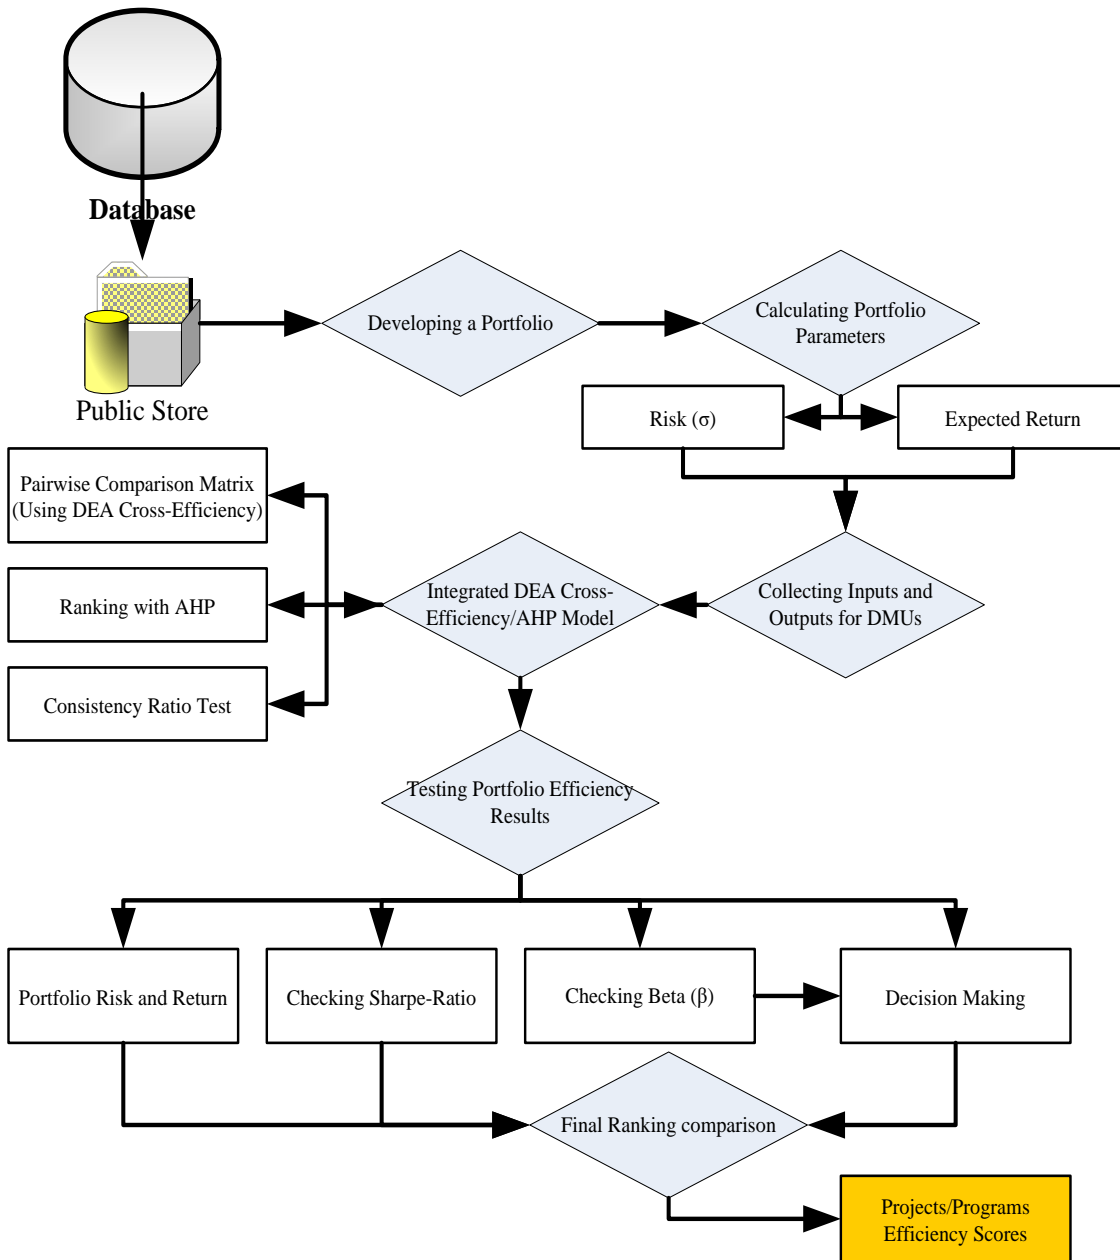 Database
Public Store
Developing a Portfolio
Calculating Portfolio
Parameters
Risk (σ)
Expected Return
Pairwise Comparison Matrix
(Using DEA Cross-Efficiency)
Ranking with AHP
Consistency Ratio Test
Integrated DEA Cross-
Efficiency/AHP Model
Collecting Inputs and
Outputs for DMUs
Testing Portfolio Efficiency
Results
Portfolio Risk and Return
Checking Sharpe-Ratio
Checking Beta (β)
Decision Making
Final Ranking comparison
Projects/Programs
Efficiency Scores